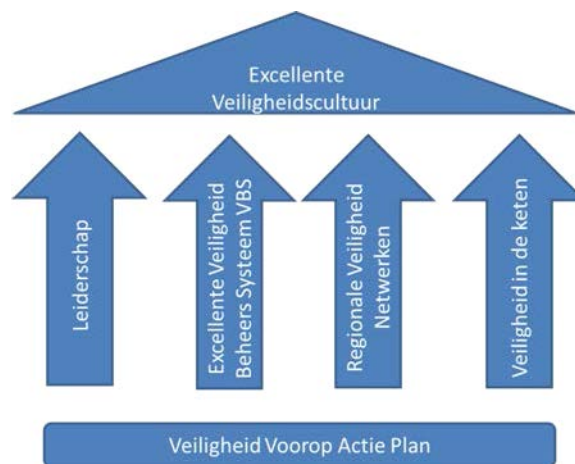 Excellente
Veiligheidscultuur
Leiderschap
Excellente Veiligheid
Beheers Systeem VBS
Regionale Veiligheid
Netwerken
Veiligheid in de keten
Veiligheid Voorop Actie Plan